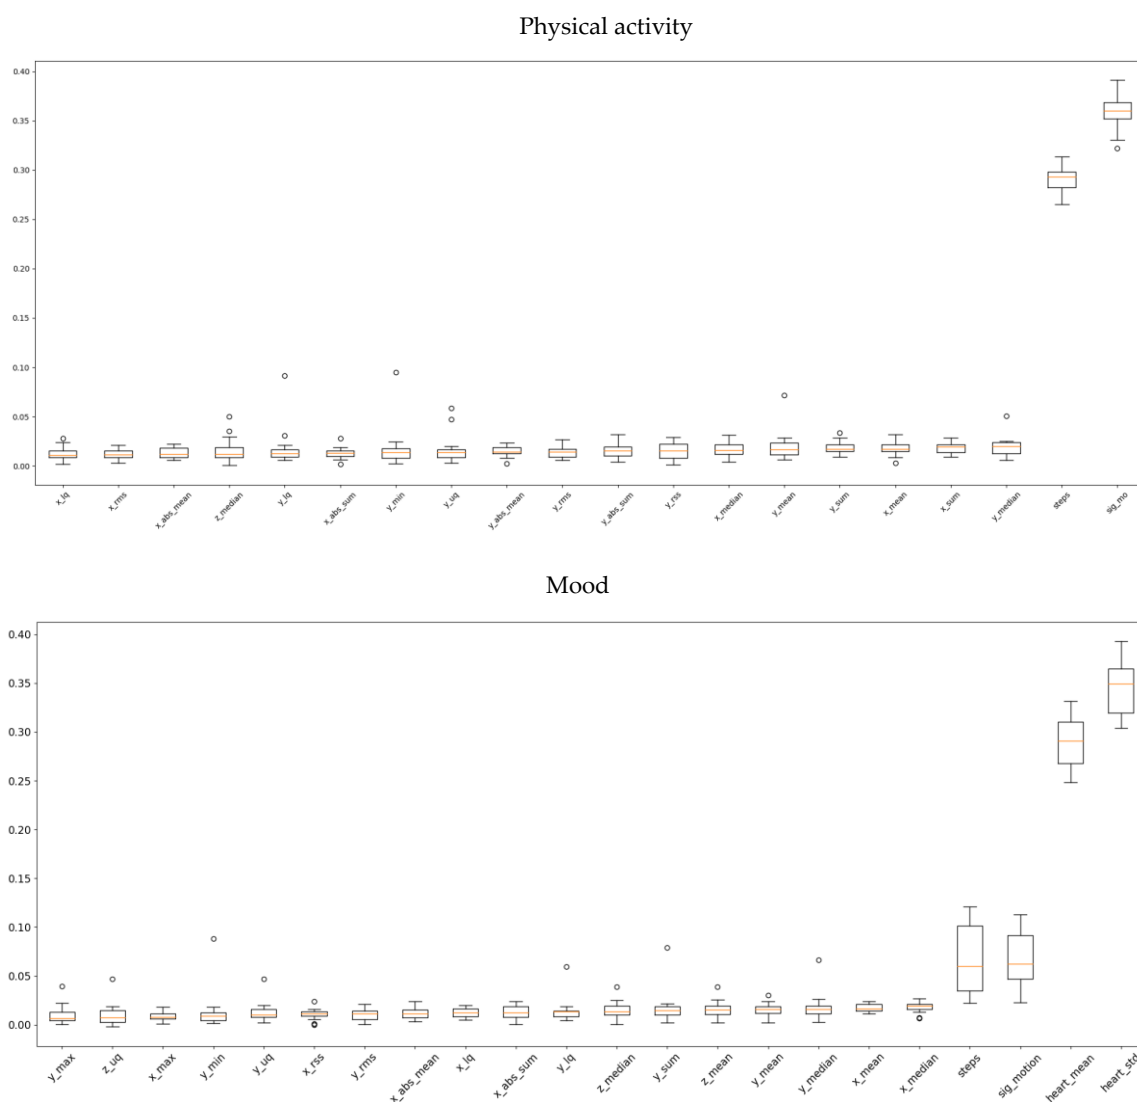 Physical activity
0.40
0.35
0.30
0.25
0.20
0.15
0.10
0.05
0.00
x_lq
x_rms
x_abs_mean
z_median
y_lq
x_abs_sum
y_min
y_uq
y_abs_mean
y_rms
y_abs_sum
y_rss
x_median
y_mean
y_sum
x_mean
x_sum
y_median
steps
sig_mo
Mood
0.40
0.35
0.30
0.25
0.20
0.15
0.10
0.05
0.00
y_max
z_uq
x_max
y_min
y_uq
x_rss
y_rms
x_abs_mean
x_lq
x_abs_sum
y_lq
z_median
y_sum
z_mean
y_mean
y_median
x_mean
x_median
steps
sig_motion
heart_mean
heart_std